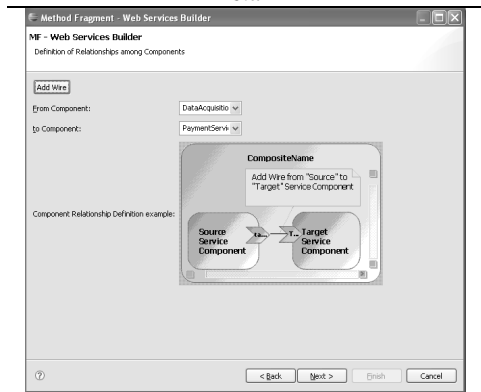 Method Fragment - Web Services Builder
MF - Web Services Builder
Definition of Relationships among Components
Add Wire
From Component:
DataAcquisitio
to Component:
PaymentServi
CompositeName
Add Wire from "Source" to
"Target" Service Component
Component Relationship Definition example:
Source
Service
Component
ta...
T...
Target
Service
Component
< Back
Next >
Finish
Cancel